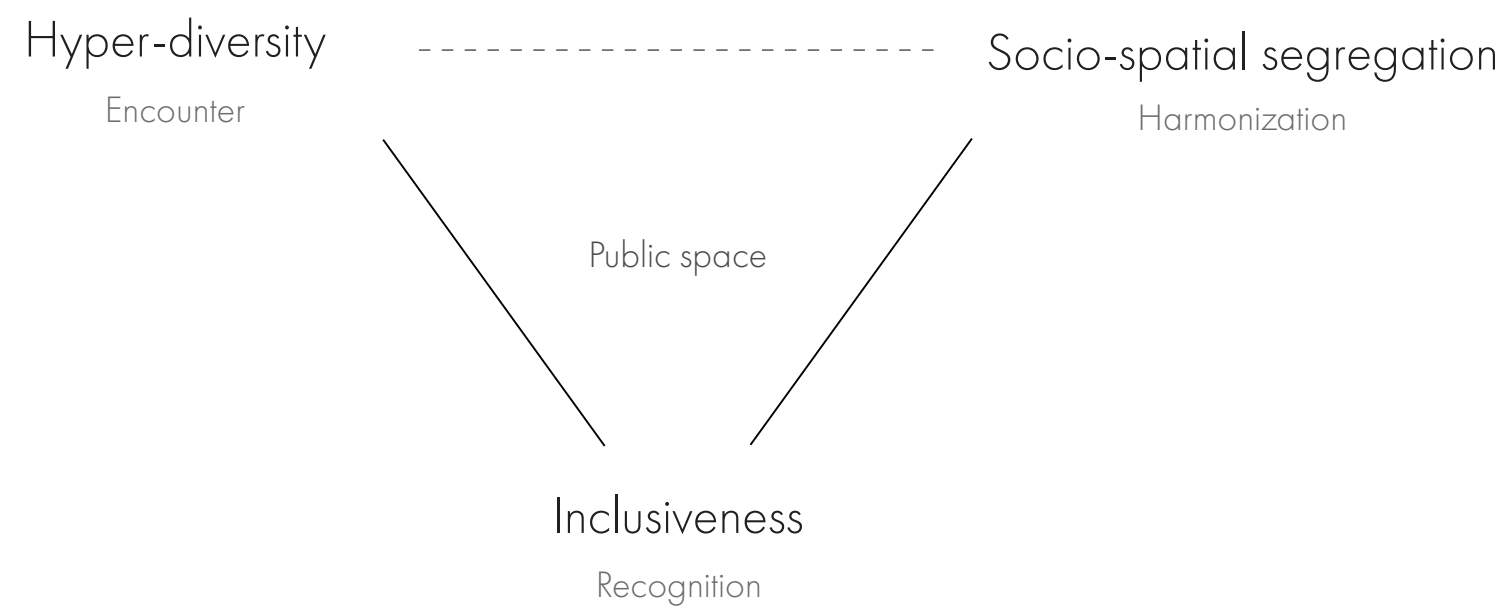 Hyper-diversity
Socio-spatial segregation
Encounter
Harmonization
Public space
Inclusiveness
Recognition